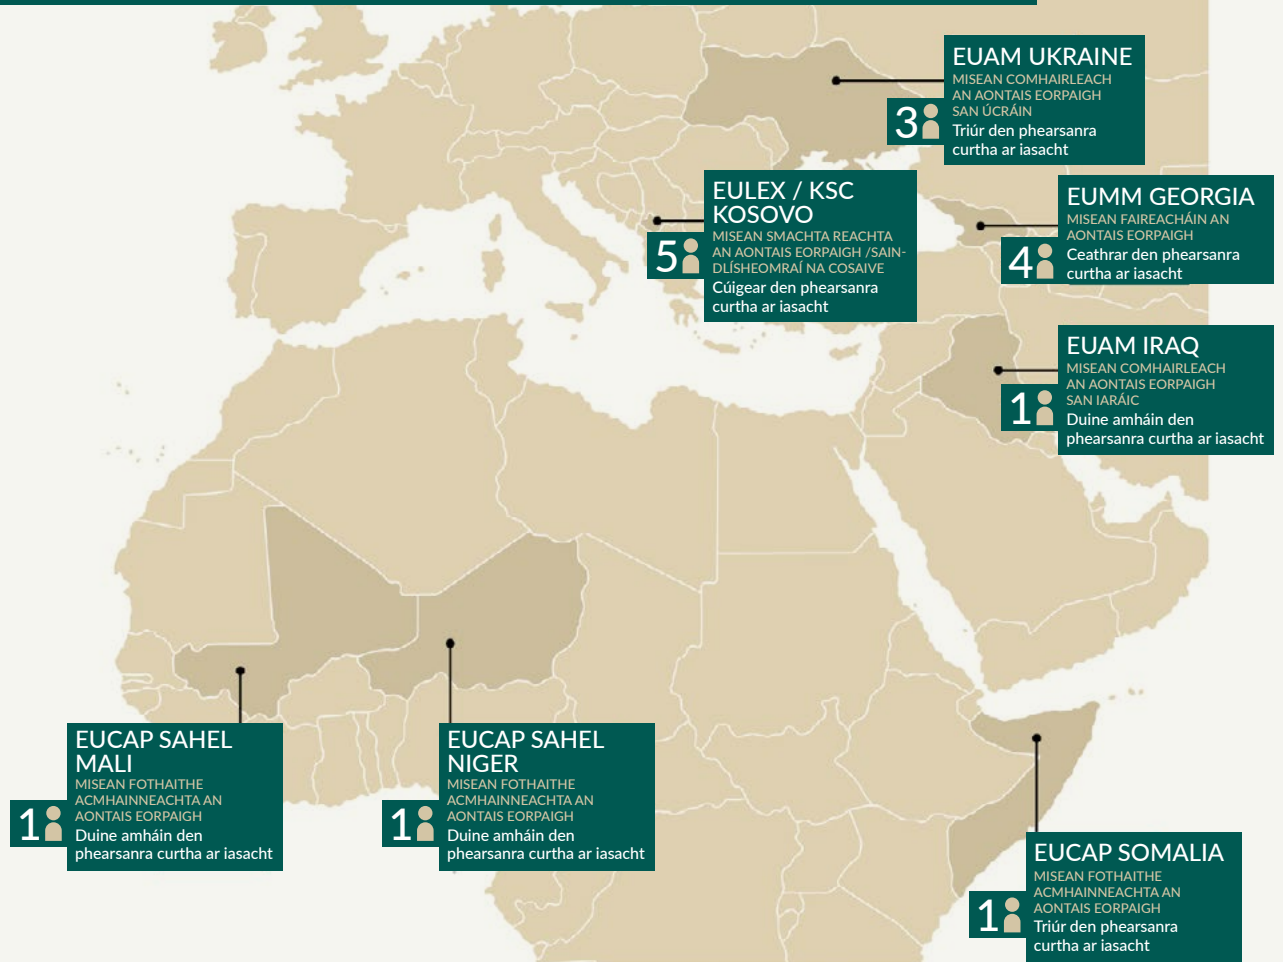 EUAM UKRAINE
MISEAN COMHAIRLEACH
AN AONTAIS EORPAIGH
SAN ÚCRÁIN
3
Triúr den phearsanra
curtha ar iasacht
EULEX / KSC
KOSOVO
MISEAN SMACHTA REACHTA
AN AONTAIS EORPAIGH /SAIN-
DLÍSHEOMRAÍ NA COSAIVE
5
Cúigear den phearsanra
curtha ar iasacht
EUMM GEORGIA
MISEAN FAIREACHÁIN AN
AONTAIS EORPAIGH
4
Ceathrar den phearsanra
curtha ar iasacht
EUAM IRAQ
MISEAN COMHAIRLEACH
AN AONTAIS EORPAIGH
SAN IARÁIC
1
Duine amháin den
phearsanra curtha ar iasacht
EUCAP SAHEL
MALI
MISEAN FOTHAITHE
ACMHAINNEACHTA AN
AONTAIS EORPAIGH
1
Duine amháin den
phearsanra curtha ar iasacht
EUCAP SAHEL
NIGER
MISEAN FOTHAITHE
ACMHAINNEACHTA AN
AONTAIS EORPAIGH
1
Duine amháin den
phearsanra curtha ar iasacht
EUCAP SOMALIA
MISEAN FOTHAITHE
ACMHAINNEACHTA AN
AONTAIS EORPAIGH
1
Triúr den phearsanra
curtha ar iasacht